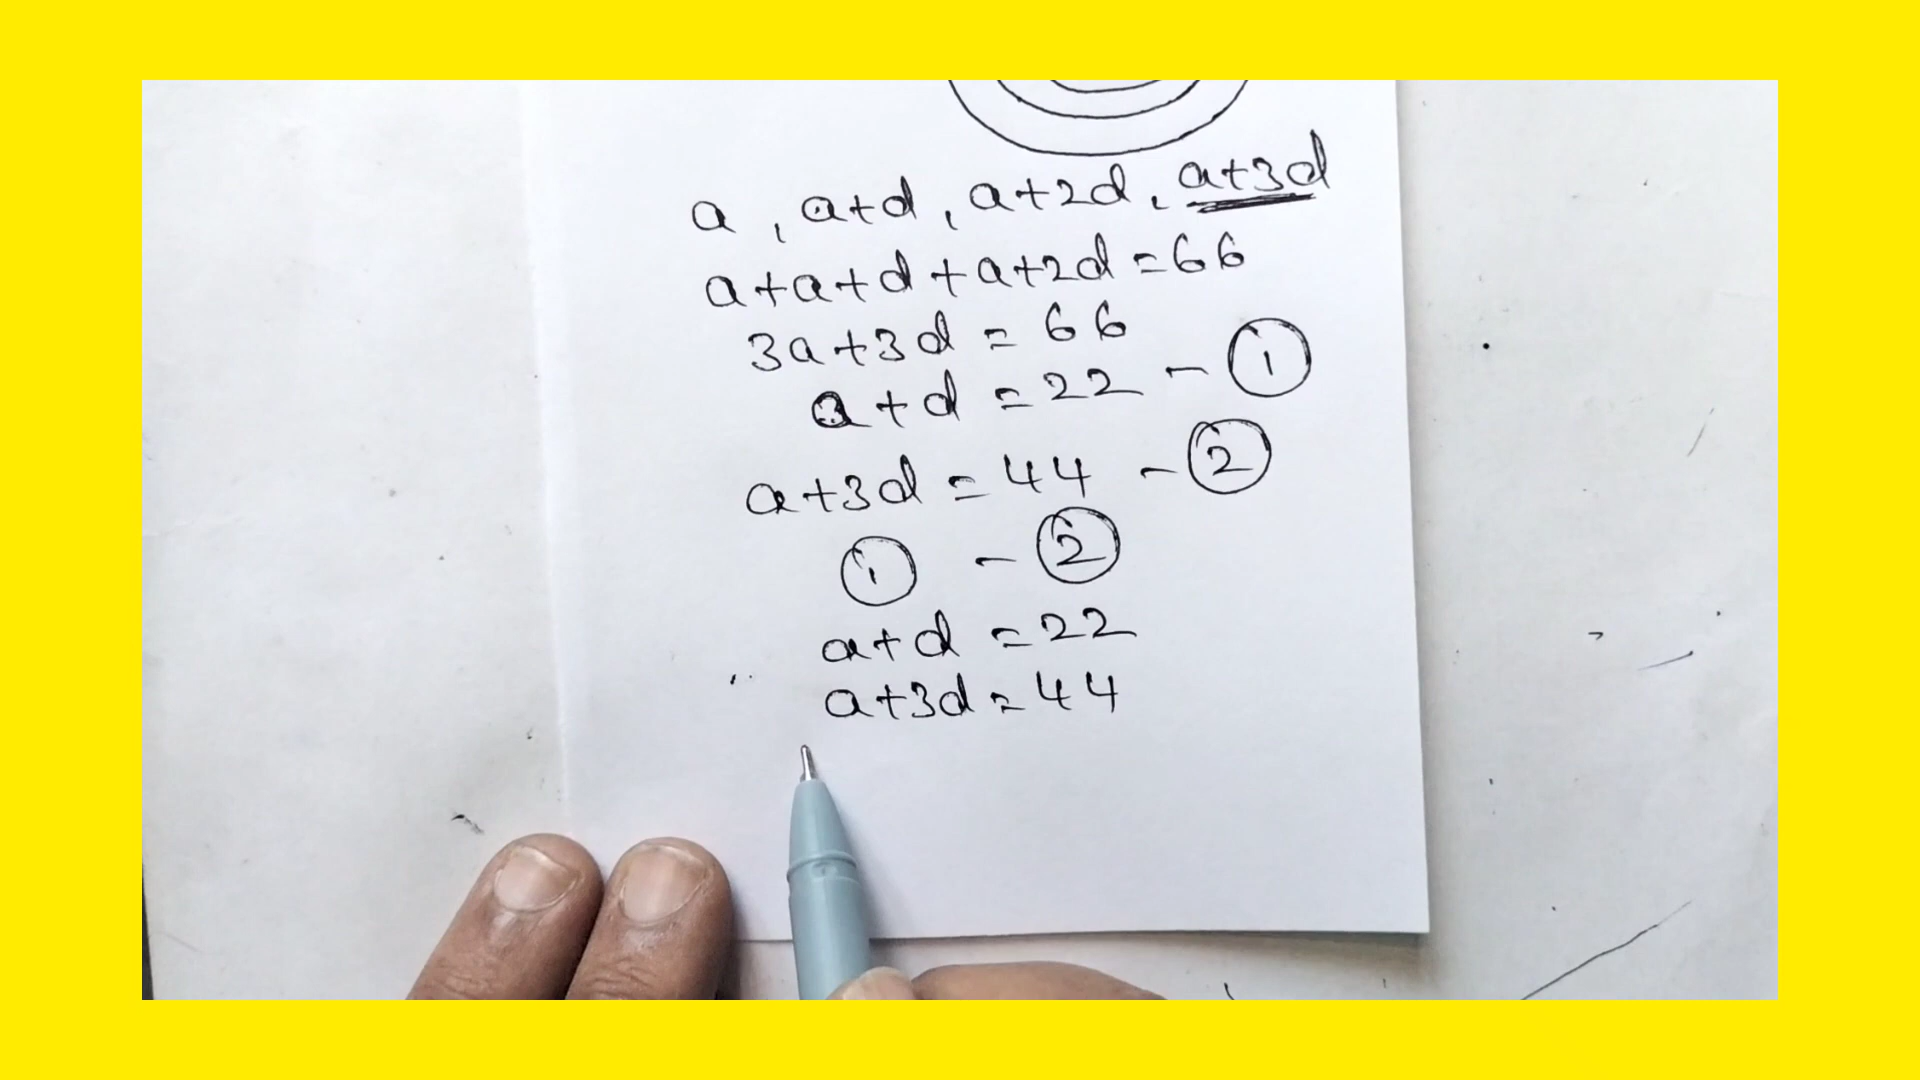 a, a+d, a+2d, a+3d
a+a+d+a+2d=66
3a+3d=66
a+d=22 - ①
a+3d=44 - ②
① - ②
a+d=22
a+3d=44